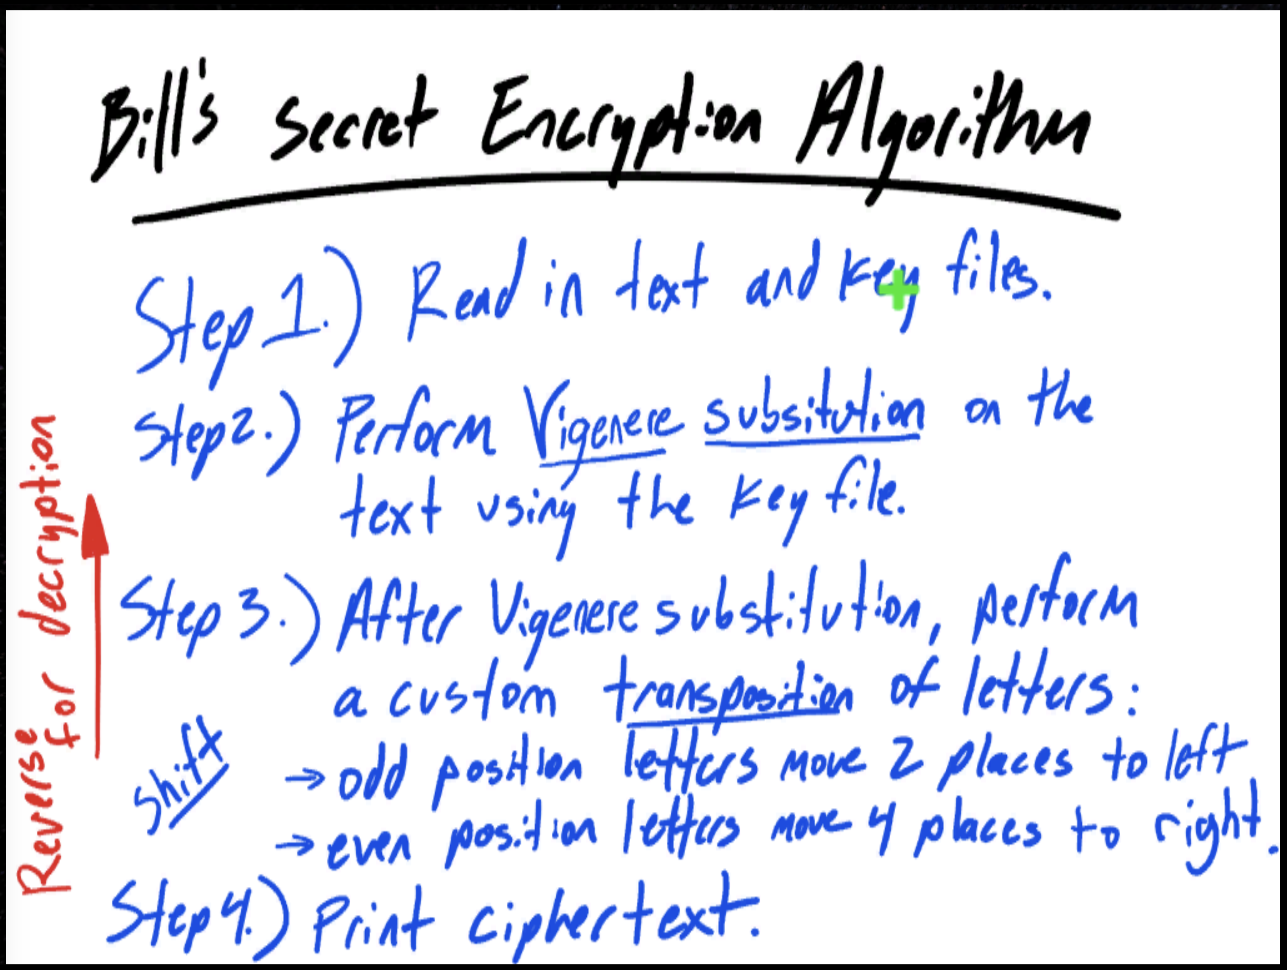 Bill's Secret Encryption Algorithm
Step 1.) Read in text and key files.
Step 2.) Perform Vigenere subsitution on the
text using the key file.
Step 3.) After Vigenere substitution, perform
a custom transposition of letters:
shift
→ odd position letters move 2 places to left
→ even position letters move 4 places to right.
Step 4.) Print ciphertext.
Reverse
for decryption